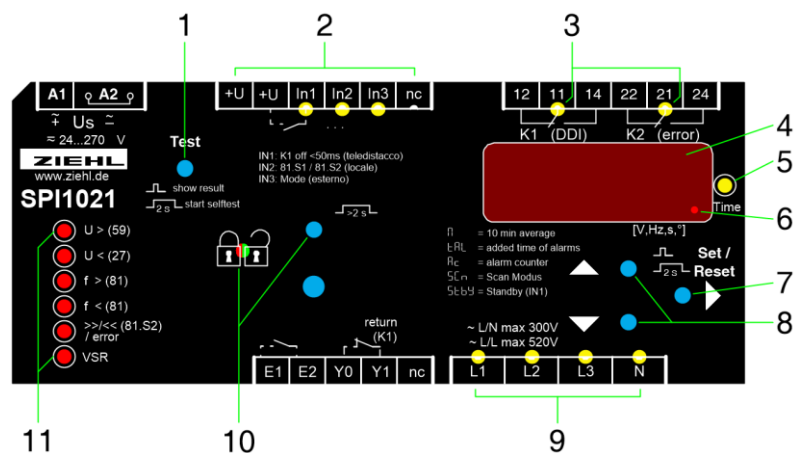 1
2
3
A1 A2
+U +U In1 In2 In3 nc
12 11 14 22 21 24
Us
≂ 24...270 V
K1 (DDI) K2 (error)
4
Test
ZIEHL
www.ziehl.de
SPI1021
show result
2 s start selftest
IN1: K1 off <50ms (teledistacco)
IN2: 81.S1 / 81.S2 (locale)
IN3: Mode (esterno)
5
Time
6
[V,Hz,s,°]
U > (59)
U < (27)
f > (81)
f < (81)
>>/<< (81.S2)
/ error
VSR
>2 s
= 10 min average
tAL = added time of alarms
Ac = alarm counter
SCn = Scan Modus
Stby = Standby (IN1)
2 s
Set /
Reset
7
8
return
(K1)
~ L/N max 300V
~ L/L max 520V
E1 E2 Y0 Y1 nc
L1 L2 L3 N
11
10
9